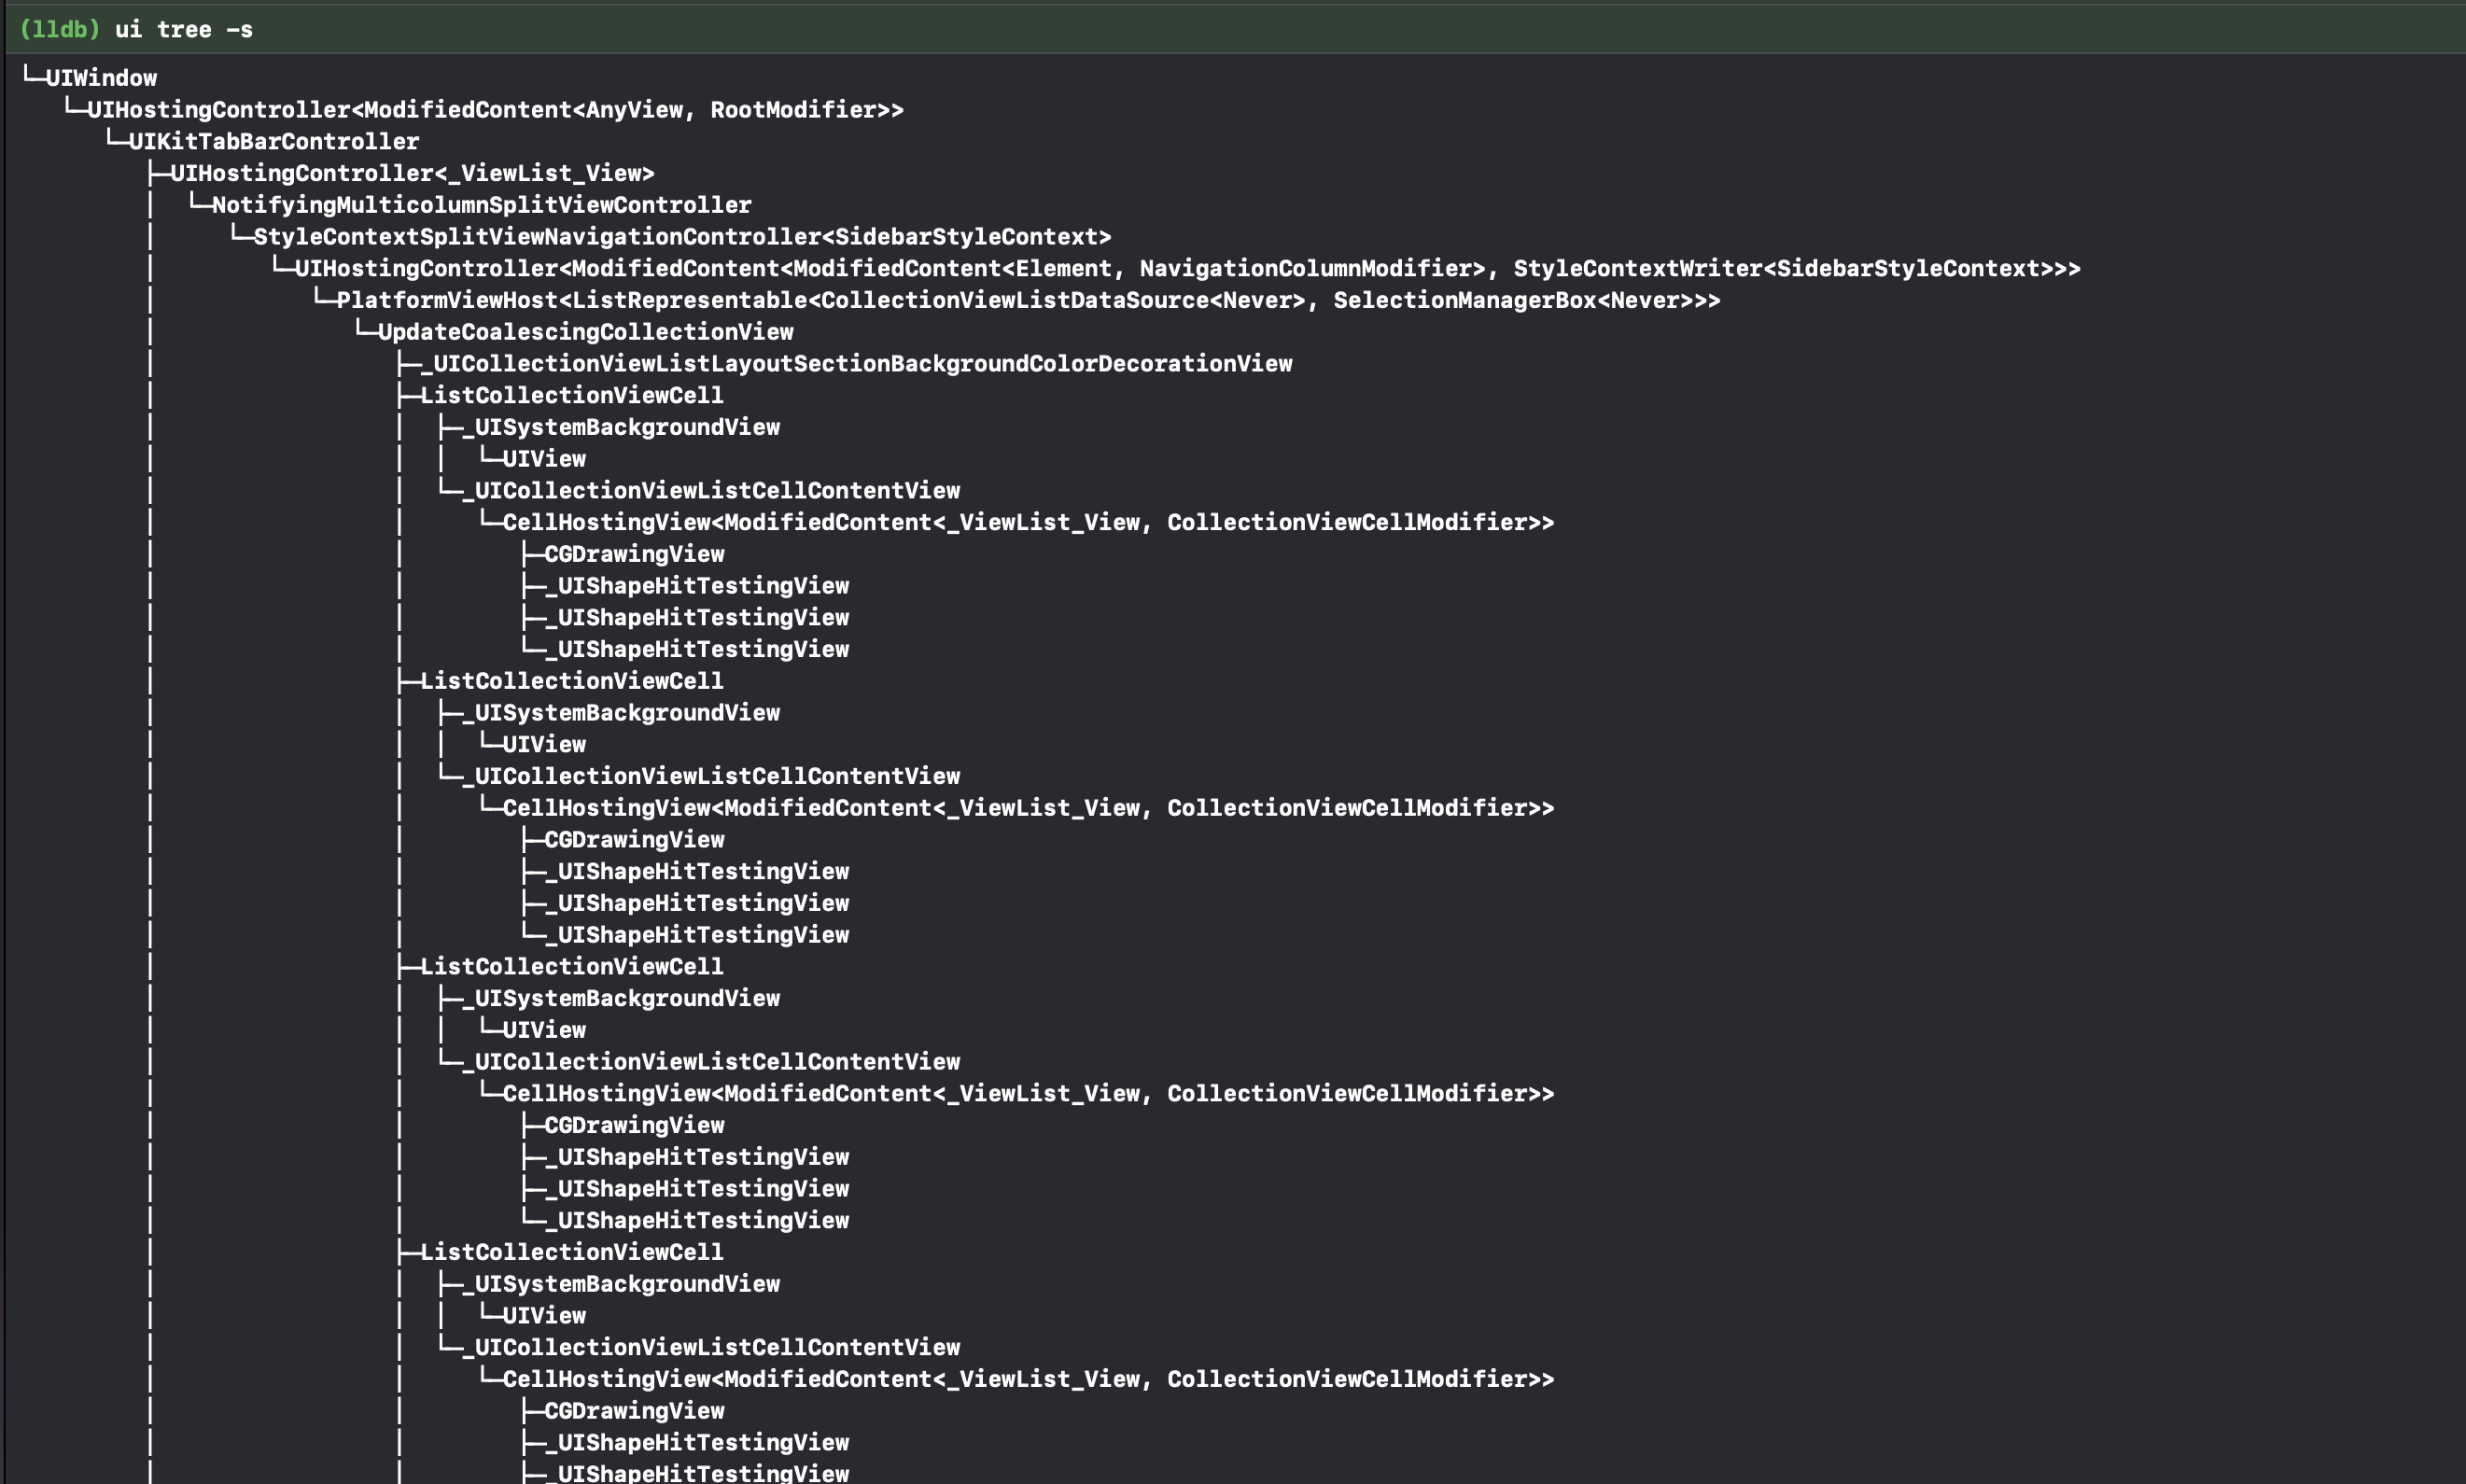 (lldb) ui tree -s
└─UIWindow
   └─UIHostingController<ModifiedContent<AnyView, RootModifier>>
      └─UIKitTabBarController
         ├─UIHostingController<_ViewList_View>
         │  └─NotifyingMulticolumnSplitViewController
         │     └─StyleContextSplitViewNavigationController<SidebarStyleContext>
         │        └─UIHostingController<ModifiedContent<ModifiedContent<Element, NavigationColumnModifier>, StyleContextWriter<SidebarStyleContext>>>
         │           └─PlatformViewHost<ListRepresentable<CollectionViewListDataSource<Never>, SelectionManagerBox<Never>>>
         │              └─UpdateCoalescingCollectionView
         │                 ├─_UICollectionViewListLayoutSectionBackgroundColorDecorationView
         │                 ├─ListCollectionViewCell
         │                 │  ├─_UISystemBackgroundView
         │                 │  │  └─UIView
         │                 │  └─_UICollectionViewListCellContentView
         │                 │     └─CellHostingView<ModifiedContent<_ViewList_View, CollectionViewCellModifier>>
         │                 │        ├─CGDrawingView
         │                 │        ├─_UIShapeHitTestingView
         │                 │        ├─_UIShapeHitTestingView
         │                 │        └─_UIShapeHitTestingView
         │                 ├─ListCollectionViewCell
         │                 │  ├─_UISystemBackgroundView
         │                 │  │  └─UIView
         │                 │  └─_UICollectionViewListCellContentView
         │                 │     └─CellHostingView<ModifiedContent<_ViewList_View, CollectionViewCellModifier>>
         │                 │        ├─CGDrawingView
         │                 │        ├─_UIShapeHitTestingView
         │                 │        ├─_UIShapeHitTestingView
         │                 │        └─_UIShapeHitTestingView
         │                 ├─ListCollectionViewCell
         │                 │  ├─_UISystemBackgroundView
         │                 │  │  └─UIView
         │                 │  └─_UICollectionViewListCellContentView
         │                 │     └─CellHostingView<ModifiedContent<_ViewList_View, CollectionViewCellModifier>>
         │                 │        ├─CGDrawingView
         │                 │        ├─_UIShapeHitTestingView
         │                 │        ├─_UIShapeHitTestingView
         │                 │        └─_UIShapeHitTestingView
         │                 ├─ListCollectionViewCell
         │                 │  ├─_UISystemBackgroundView
         │                 │  │  └─UIView
         │                 │  └─_UICollectionViewListCellContentView
         │                 │     └─CellHostingView<ModifiedContent<_ViewList_View, CollectionViewCellModifier>>
         │                 │        ├─CGDrawingView
         │                 │        ├─_UIShapeHitTestingView
         │                 │        ├─_UIShapeHitTestingView